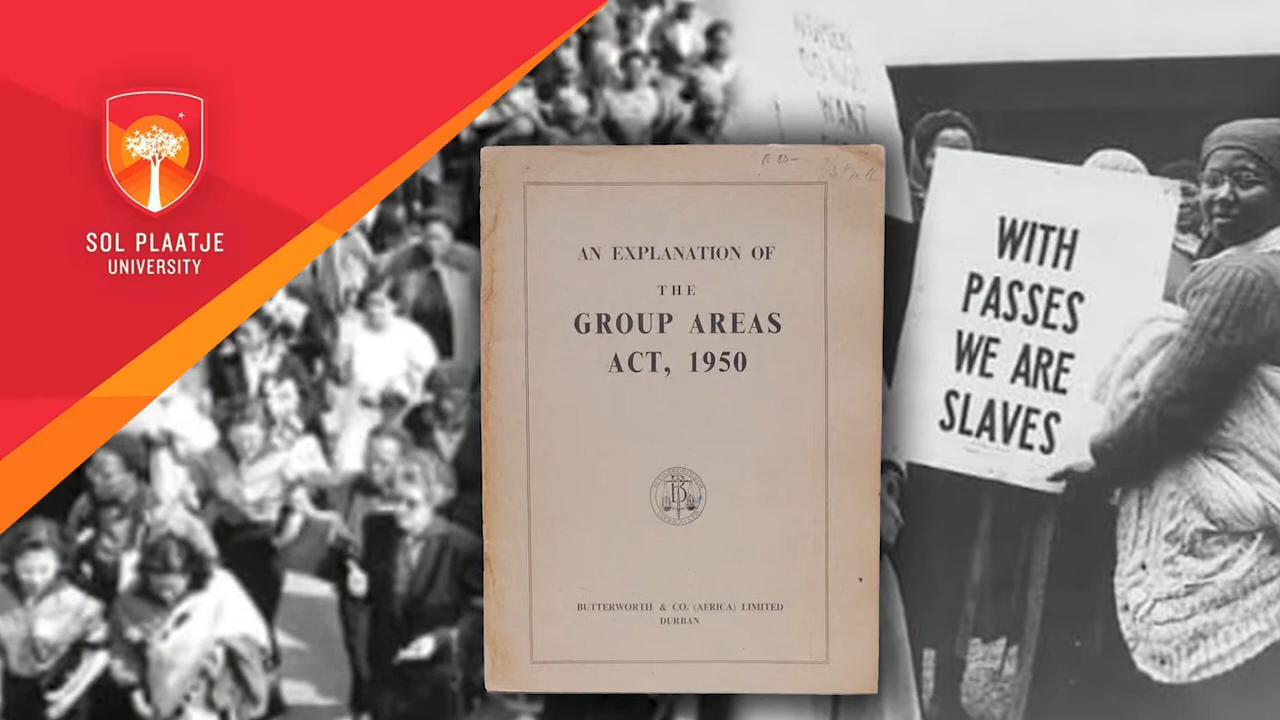 SOL PLAATJE
UNIVERSITY
AN EXPLANATION OF
THE
GROUP AREAS
ACT, 1950
BUTTERWORTH & CO. (AFRICA) LIMITED
DURBAN
WANT
WITH
PASSES
WE ARE
SLAVES